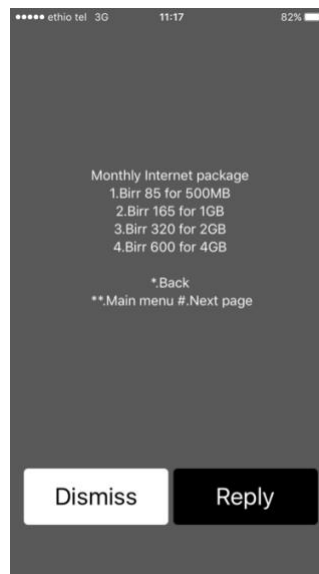 ethio tel 3G 11:17 82%
Monthly Internet package
1.Birr 85 for 500MB
2.Birr 165 for 1GB
3.Birr 320 for 2GB
4.Birr 600 for 4GB
*.Back
**.Main menu #.Next page
Dismiss Reply